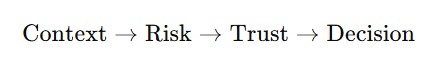 Context → Risk → Trust → Decision